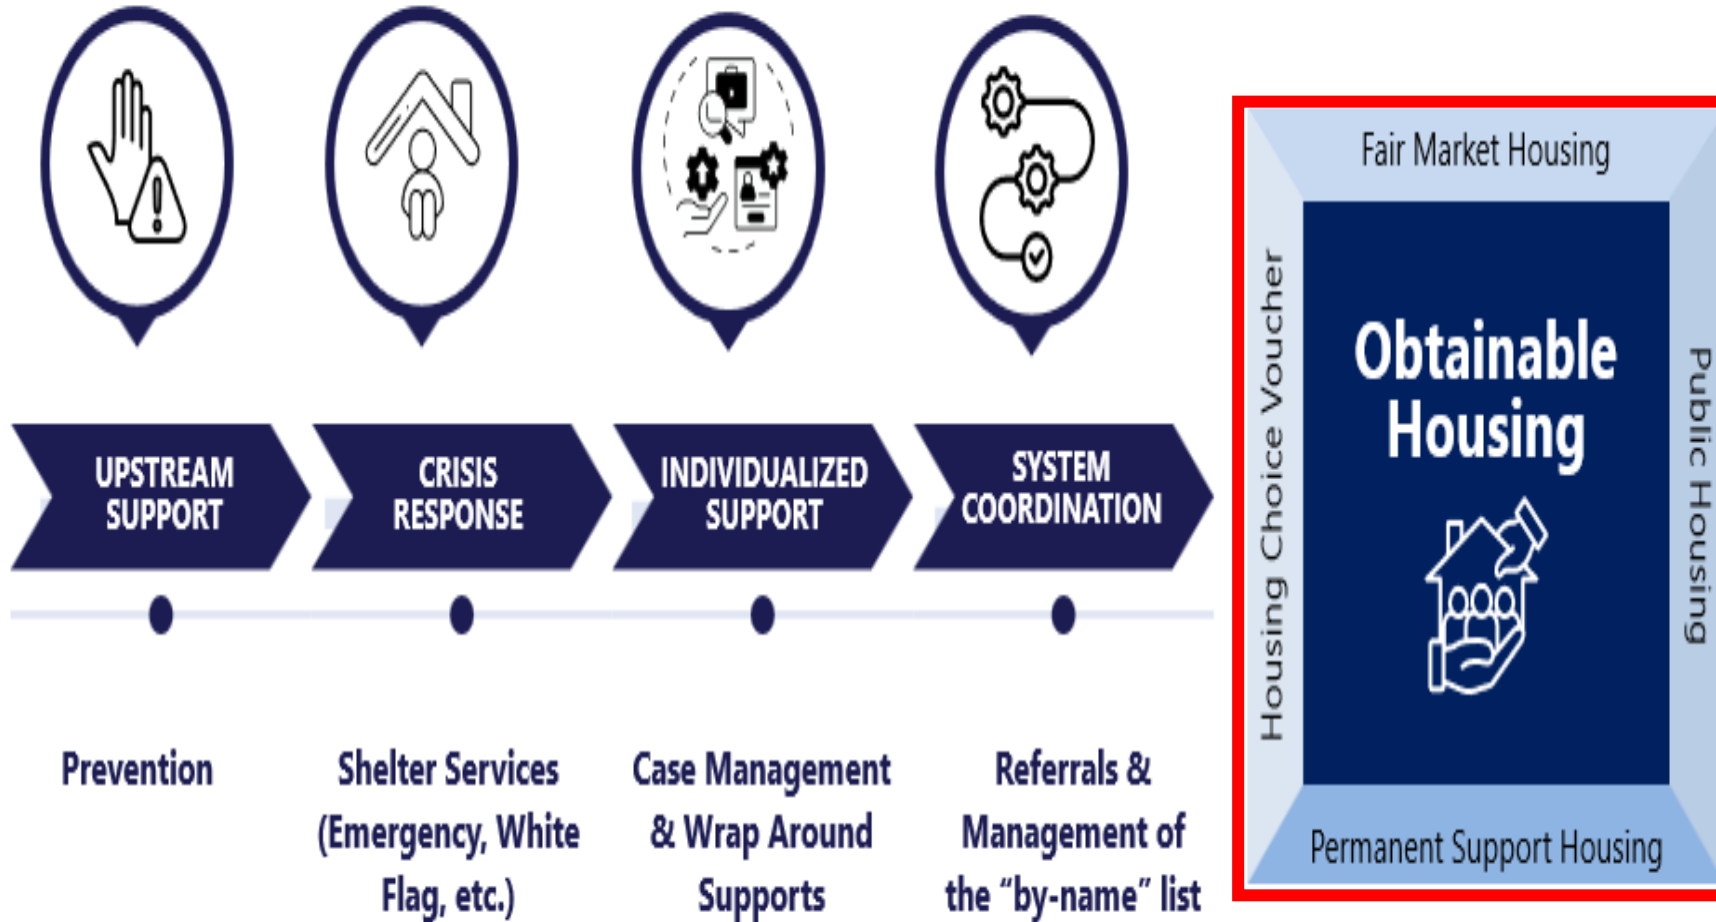 UPSTREAM
SUPPORT
CRISIS
RESPONSE
INDIVIDUALIZED
SUPPORT
SYSTEM
COORDINATION
Prevention
Shelter Services
(Emergency, White
Flag, etc.)
Case Management
& Wrap Around
Supports
Referrals &
Management of
the “by-name” list
Fair Market Housing
Housing Choice Voucher
Obtainable
Housing
Public Housing
Permanent Support Housing